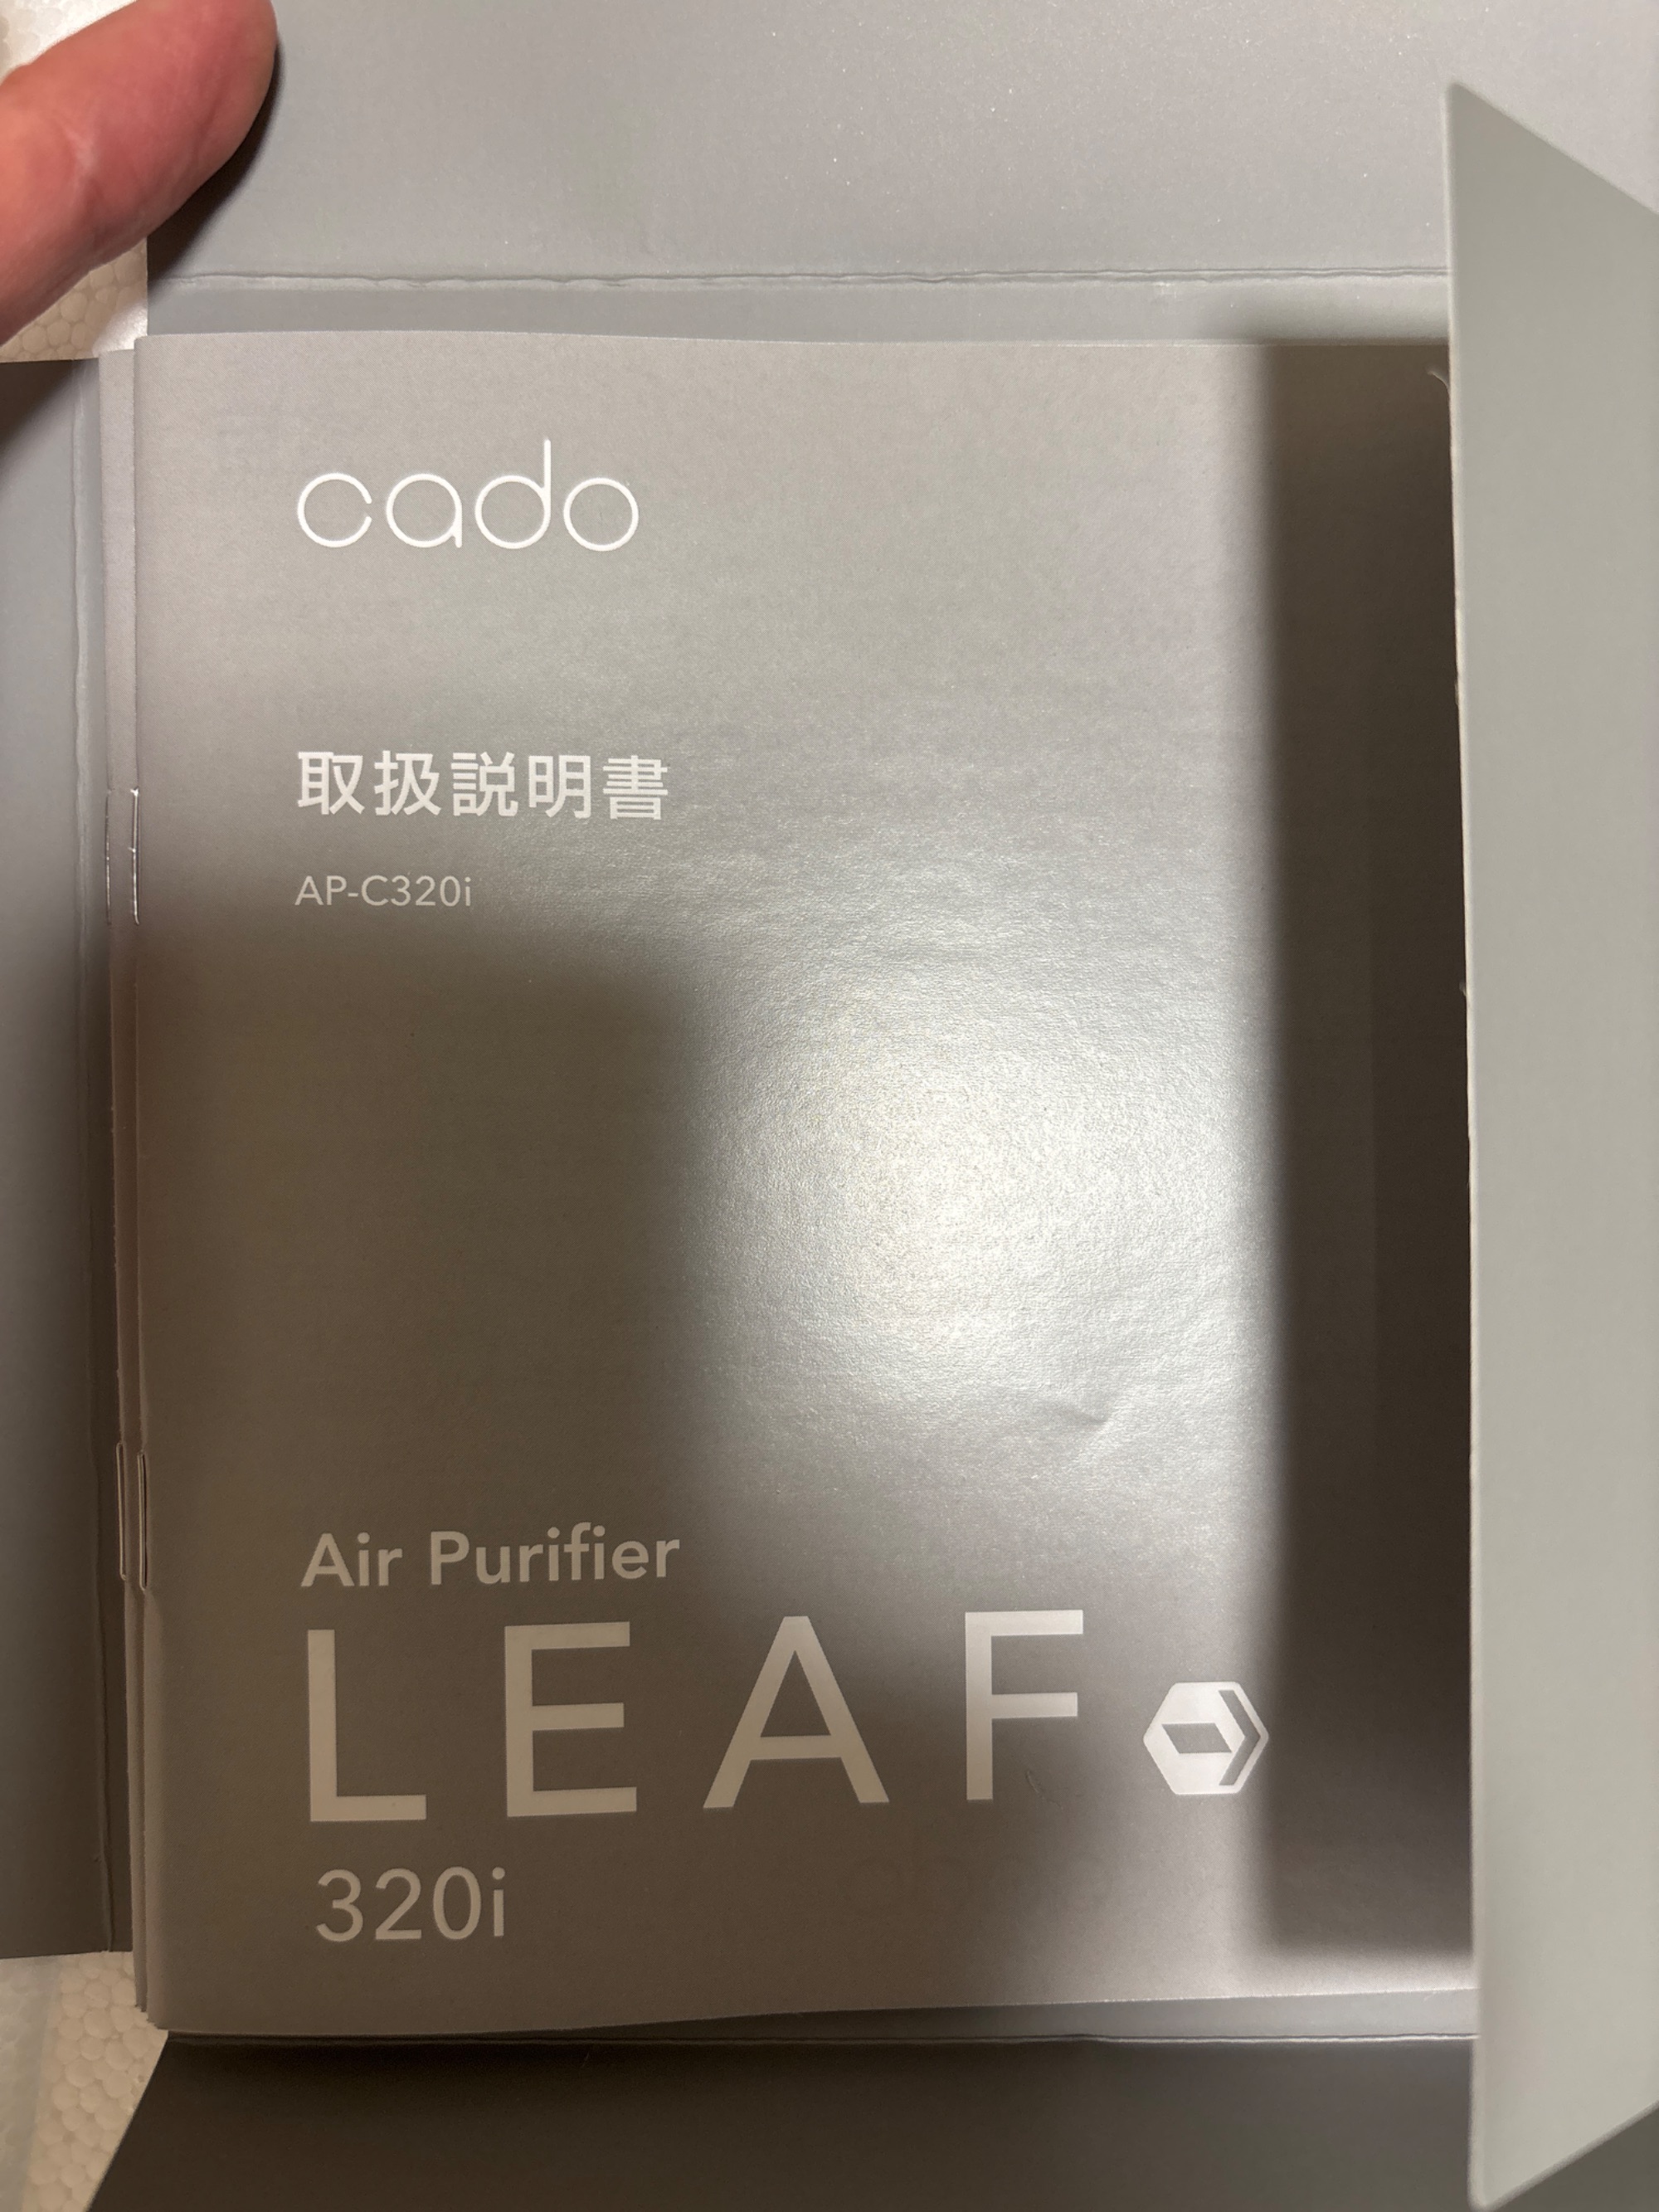 cado
取扱説明書
AP-C320i
Air Purifier
LEAF
320i